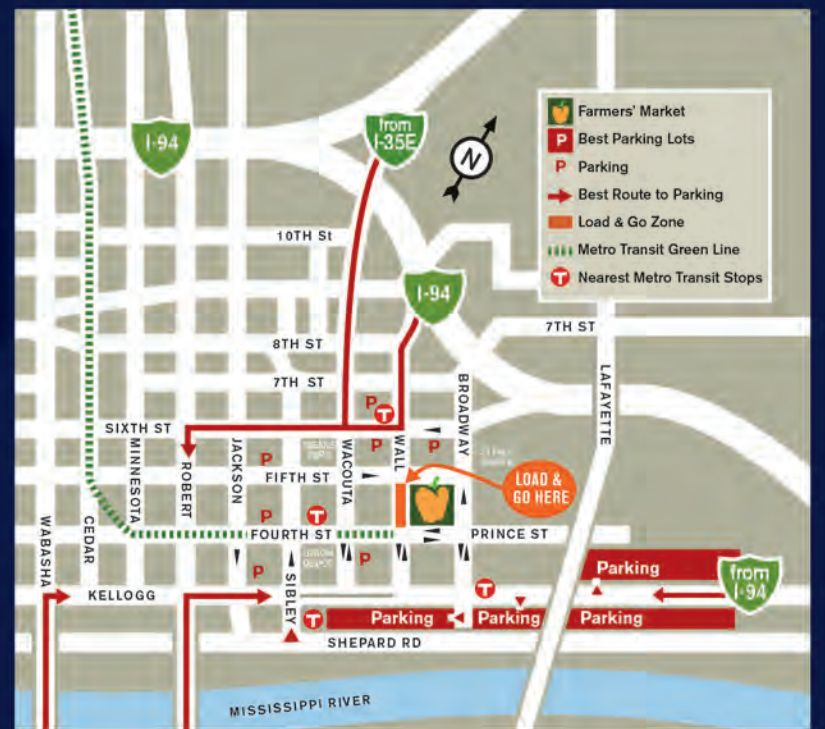 Farmers' Market
P Best Parking Lots
P Parking
Best Route to Parking
Load & Go Zone
Metro Transit Green Line
T Nearest Metro Transit Stops
I-94
from
I-35E
N
10TH St
I-94
7TH ST
8TH ST
7TH ST
BROADWAY
LAFAYETTE
P
T
SIXTH ST
MINNESOTA
ROBERT
JACKSON
WACOUTA
WALL
P
P
P
FIFTH ST
LOAD &
GO HERE
P
T
FOURTH ST
PRINCE ST
WABASHA
CEDAR
P
P
SIBLEY
KELLOGG
T
Parking
from
I-94
T
Parking
Parking
Parking
SHEPARD RD
MISSISSIPPI RIVER